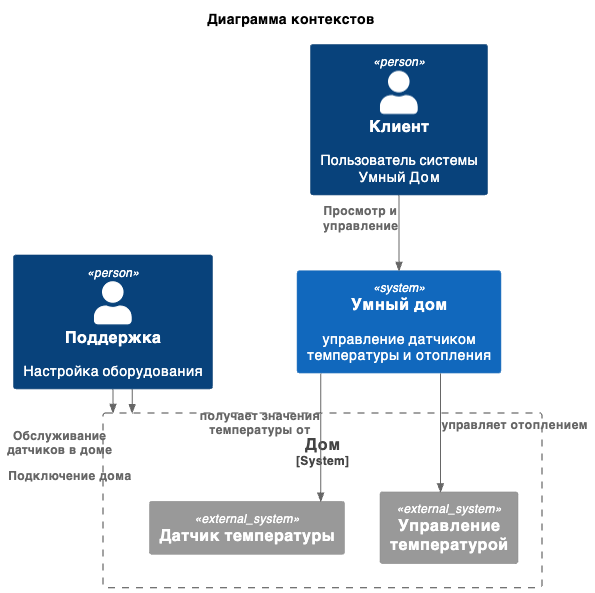 Диаграмма контекстов
«person»
Клиент
Пользователь системы
Умный Дом
Просмотр и
управление
«person»
Поддержка
Настройка оборудования
«system»
Умный дом
управление датчиком
температуры и отопления
Обслуживание
датчиков в доме
Подключение дома
получает значения
температуры от
управляет отоплением
Дом
[System]
«external_system»
Датчик температуры
«external_system»
Управление
температурой